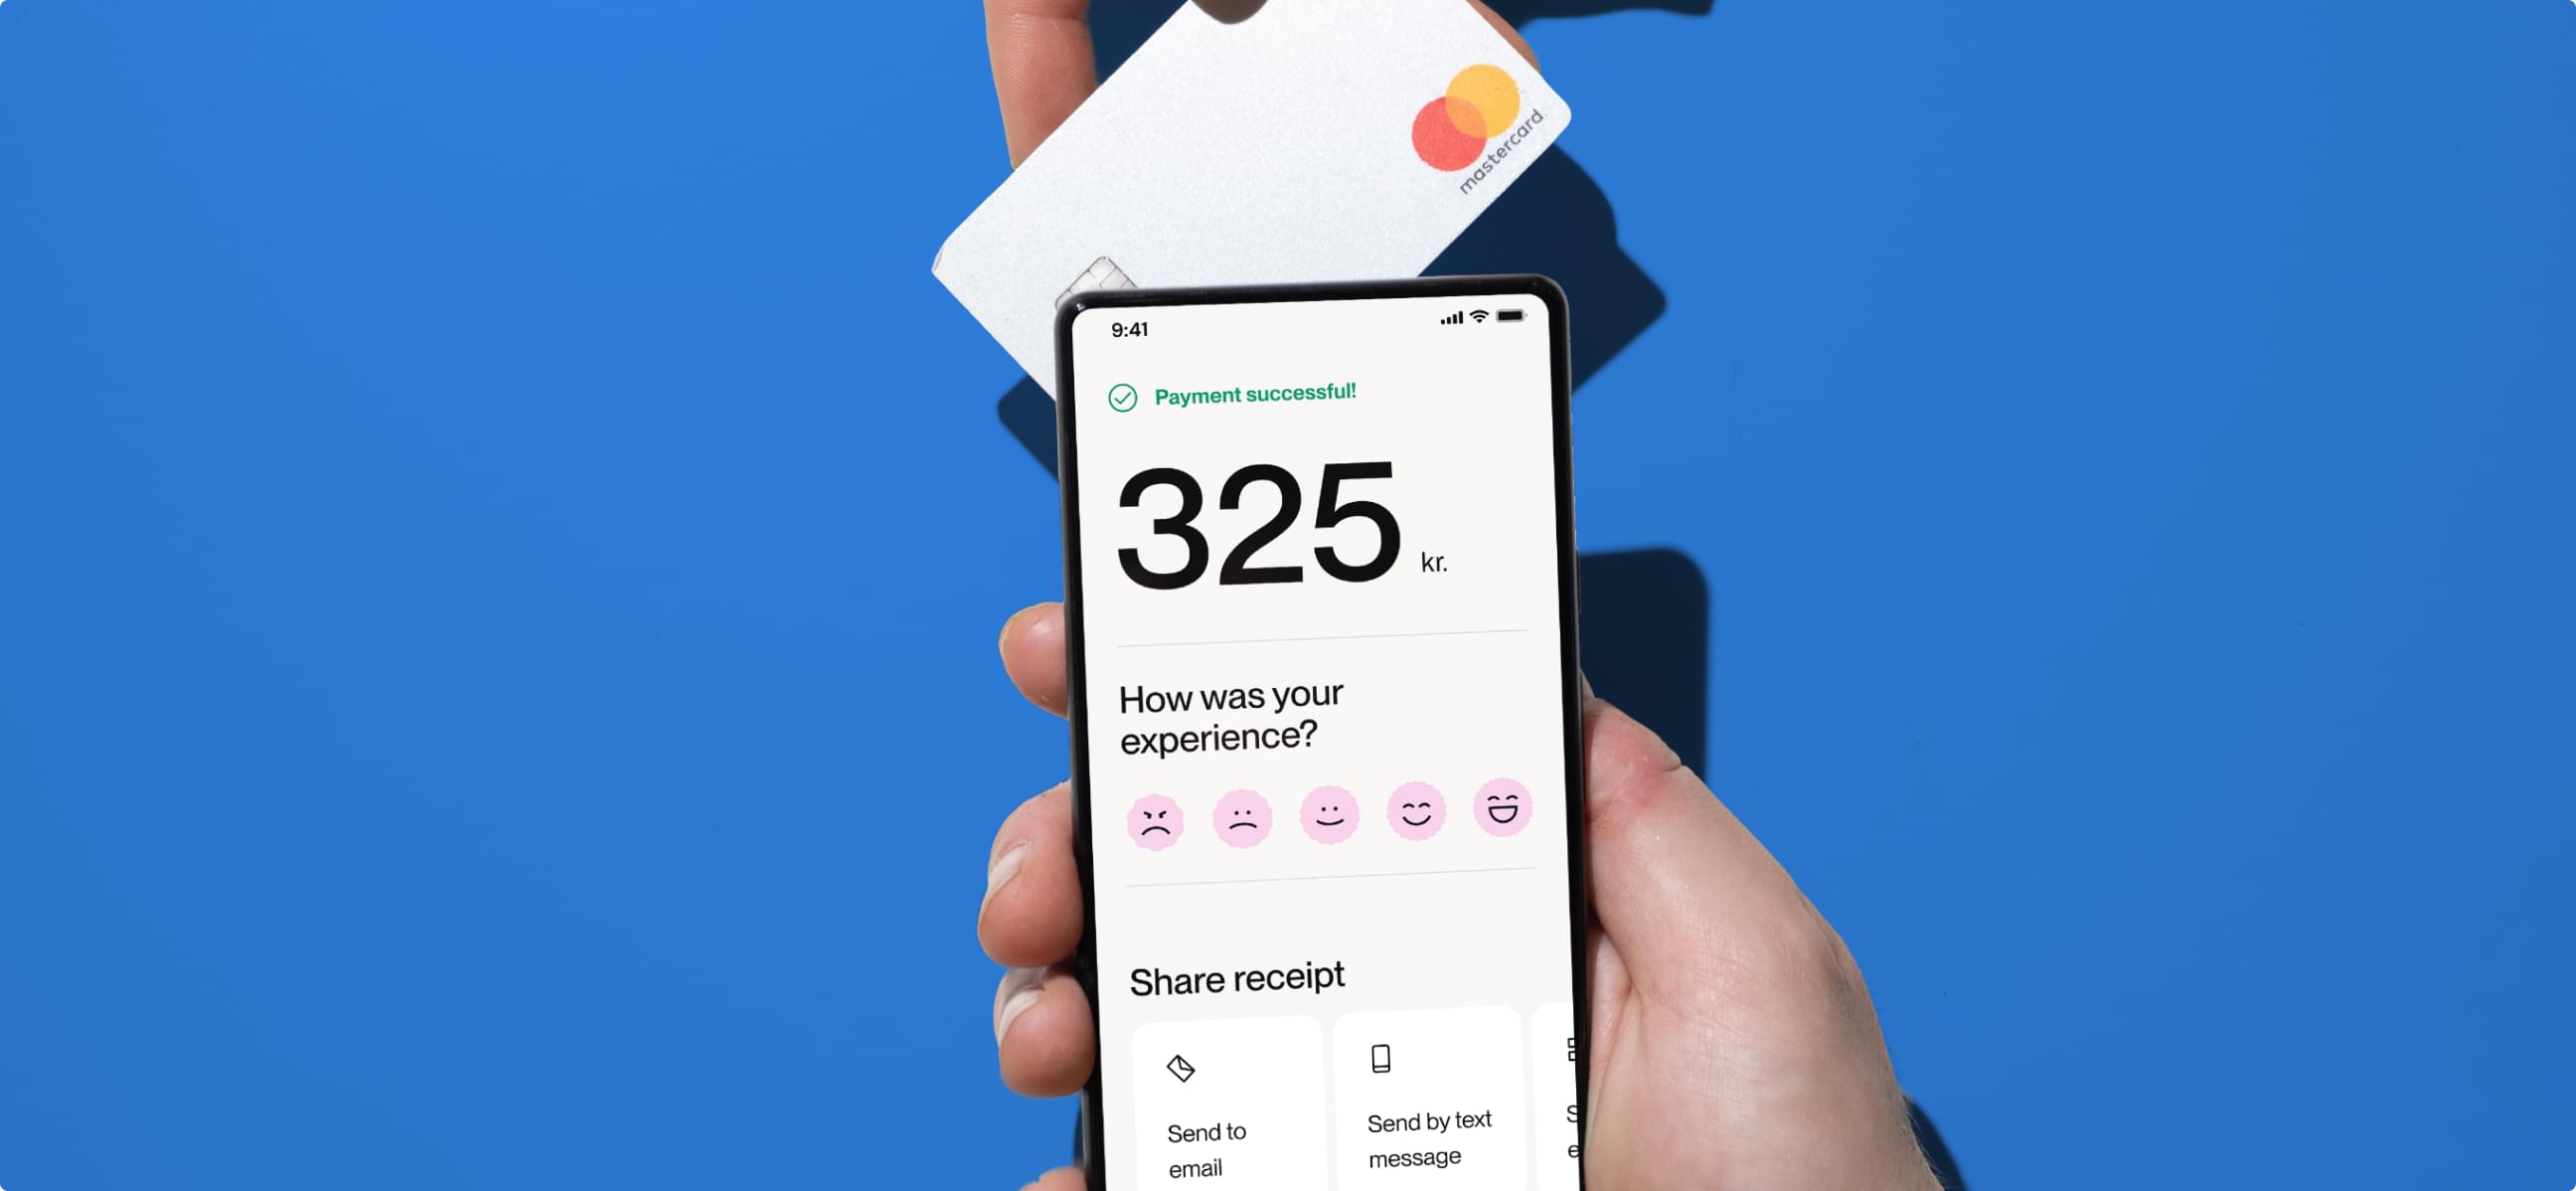 mastercard
9:41
Payment successful!
325 kr.
How was your
experience?
Share receipt
Send to
email
Send by text
message